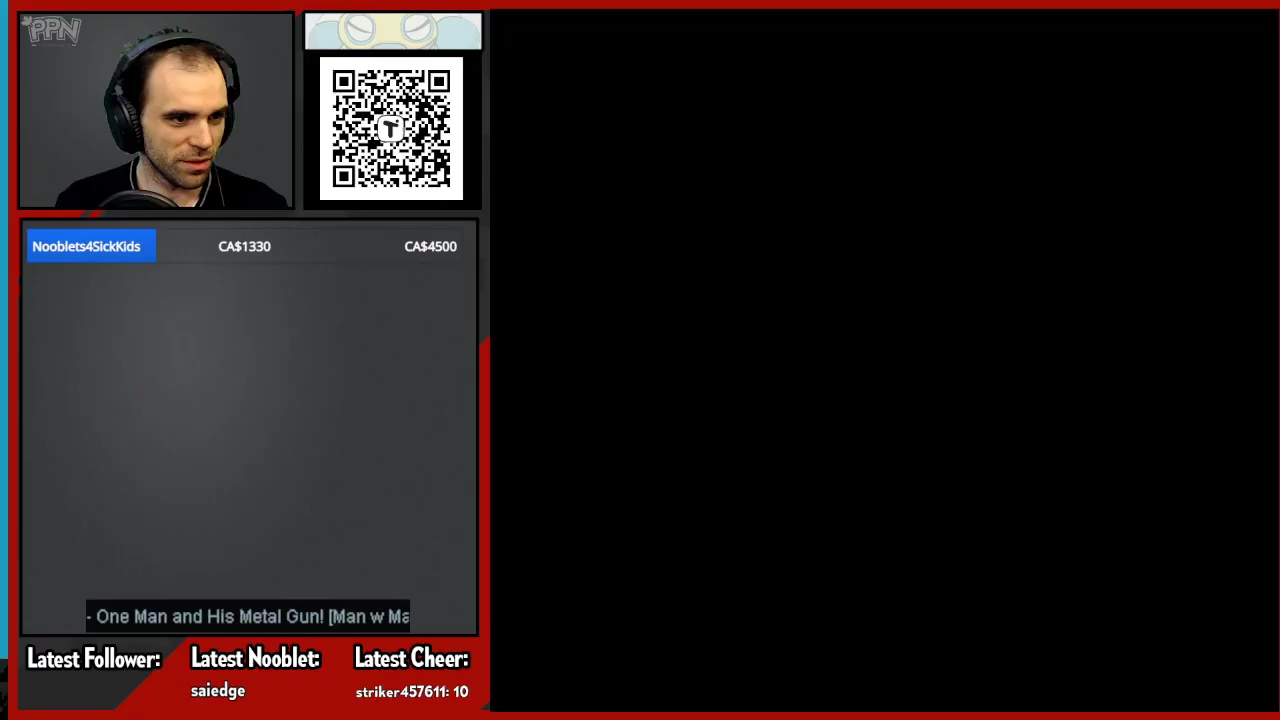 PPN
T
Nooblets4SickKids CA$1330 CA$4500
- One Man and His Metal Gun! [Man w Ma
Latest Follower: Latest Nooblet: Latest Cheer:
saiedge striker457611: 10